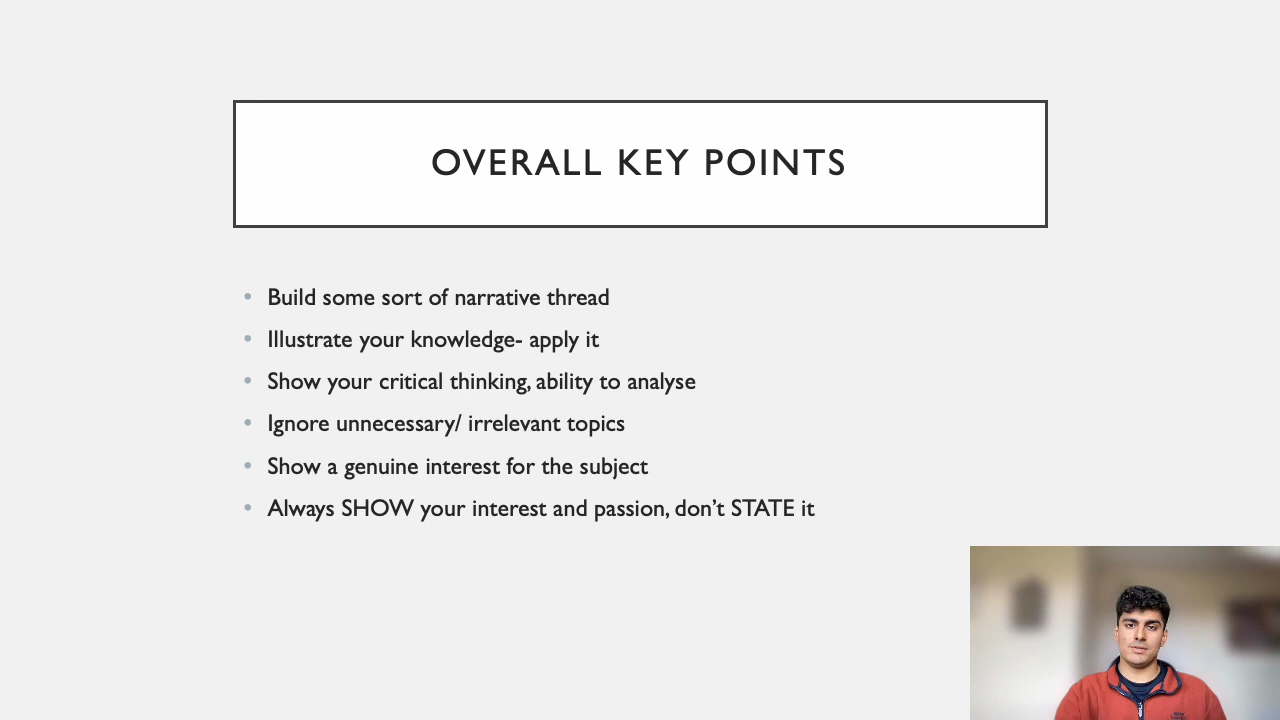 OVERALL KEY POINTS
• Build some sort of narrative thread
• Illustrate your knowledge- apply it
• Show your critical thinking, ability to analyse
• Ignore unnecessary/ irrelevant topics
• Show a genuine interest for the subject
• Always SHOW your interest and passion, don’t STATE it